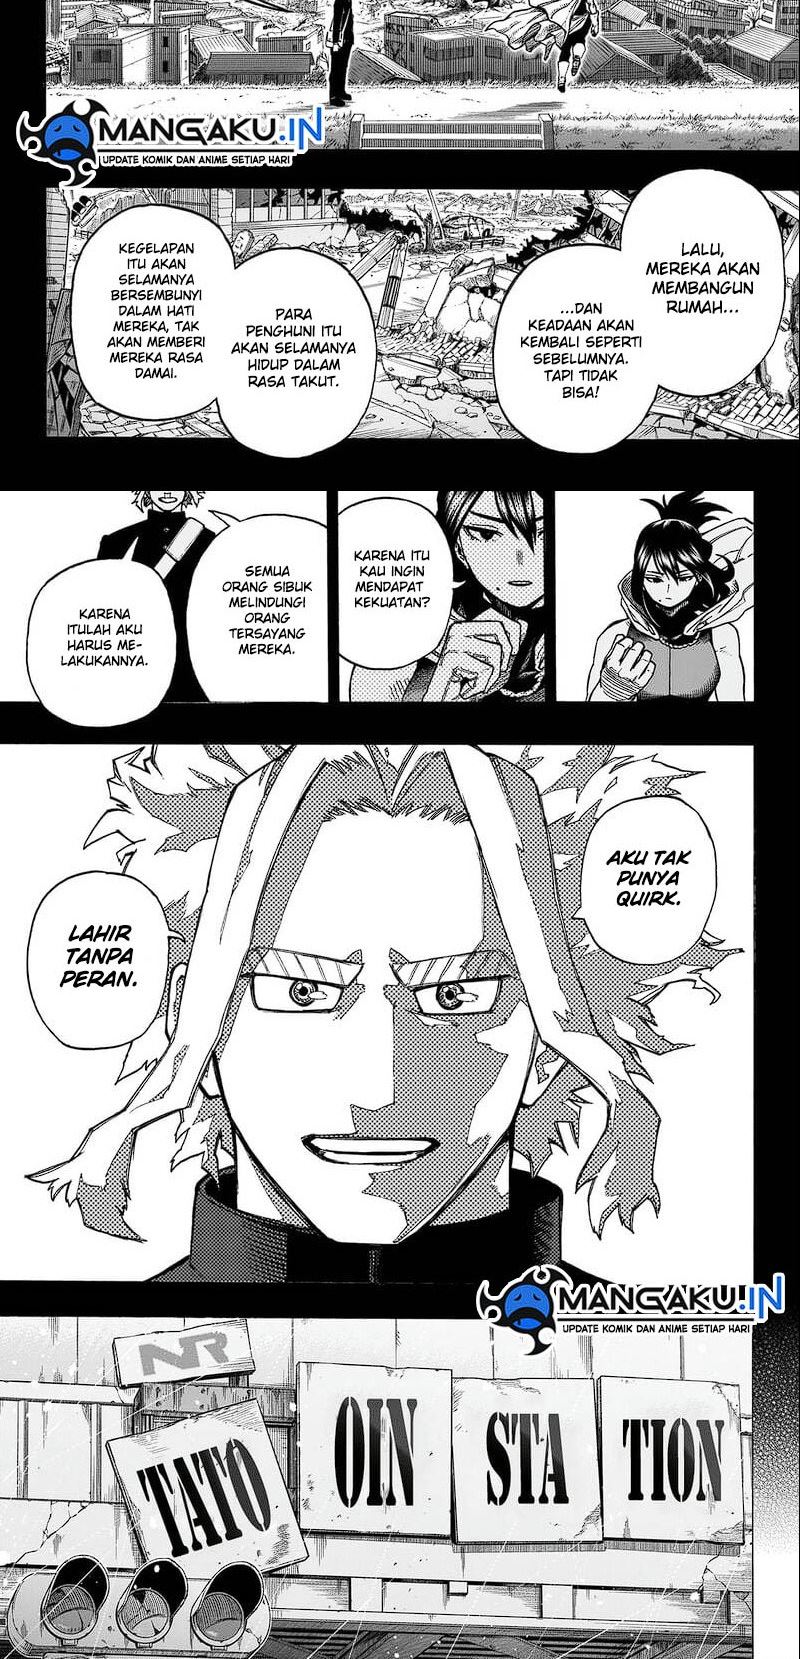 MANGAKU.IN
UPDATE KOMIK DAN ANIME SETIAP HARI
LALU,
MEREKA AKAN
MEMBANGUN
RUMAH...
...DAN
KEADAAN AKAN
KEMBALI SEPERTI
SEBELUMNYA.
TAPI TIDAK
BISA!
PARA
PENGHUNI ITU
AKAN SELAMANYA
HIDUP DALAM
RASA TAKUT.
KEGELAPAN
ITU AKAN
SELAMANYA
BERSEMBUNYI
DALAM HATI
MEREKA, TAK
AKAN MEMBERI
MEREKA RASA
DAMAI.
KARENA ITU
KAU INGIN
MENDAPAT
KEKUATAN?
SEMUA
ORANG SIBUK
MELINDUNGI
ORANG
TERSAYANG
MEREKA.
KARENA
ITULAH AKU
HARUS ME-
LAKUKANNYA.
AKU TAK
PUNYA
QUIRK.
LAHIR
TANPA
PERAN.
MANGAKU.IN
UPDATE KOMIK DAN ANIME SETIAP HARI
NR
TATO OIN STA TION